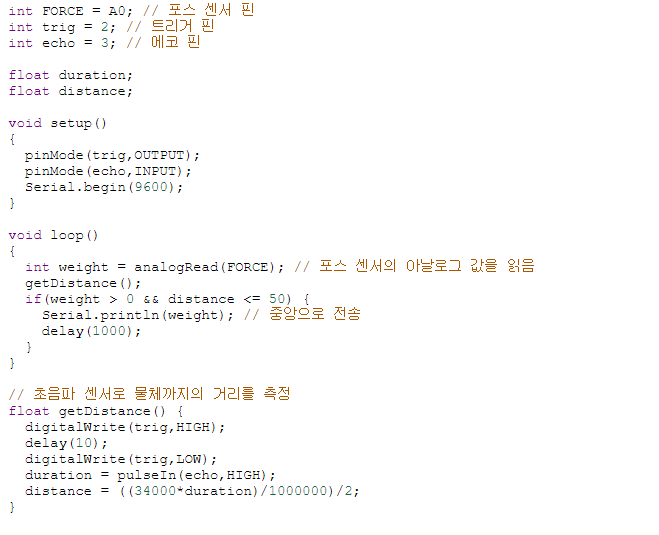 int FORCE = A0; // 포스 센서 핀
int trig = 2; // 트리거 핀
int echo = 3; // 에코 핀

float duration;
float distance;

void setup()
{
  pinMode(trig,OUTPUT);
  pinMode(echo,INPUT);
  Serial.begin(9600);
}

void loop()
{
  int weight = analogRead(FORCE); // 포스 센서의 아날로그 값을 읽음
  getDistance();
  if(weight > 0 && distance <= 50) {
    Serial.println(weight); // 중앙으로 전송
    delay(1000);
  }
}

// 초음파 센서로 물체까지의 거리를 측정
float getDistance() {
  digitalWrite(trig,HIGH);
  delay(10);
  digitalWrite(trig,LOW);
  duration = pulseIn(echo,HIGH);
  distance = ((34000*duration)/1000000)/2;
}